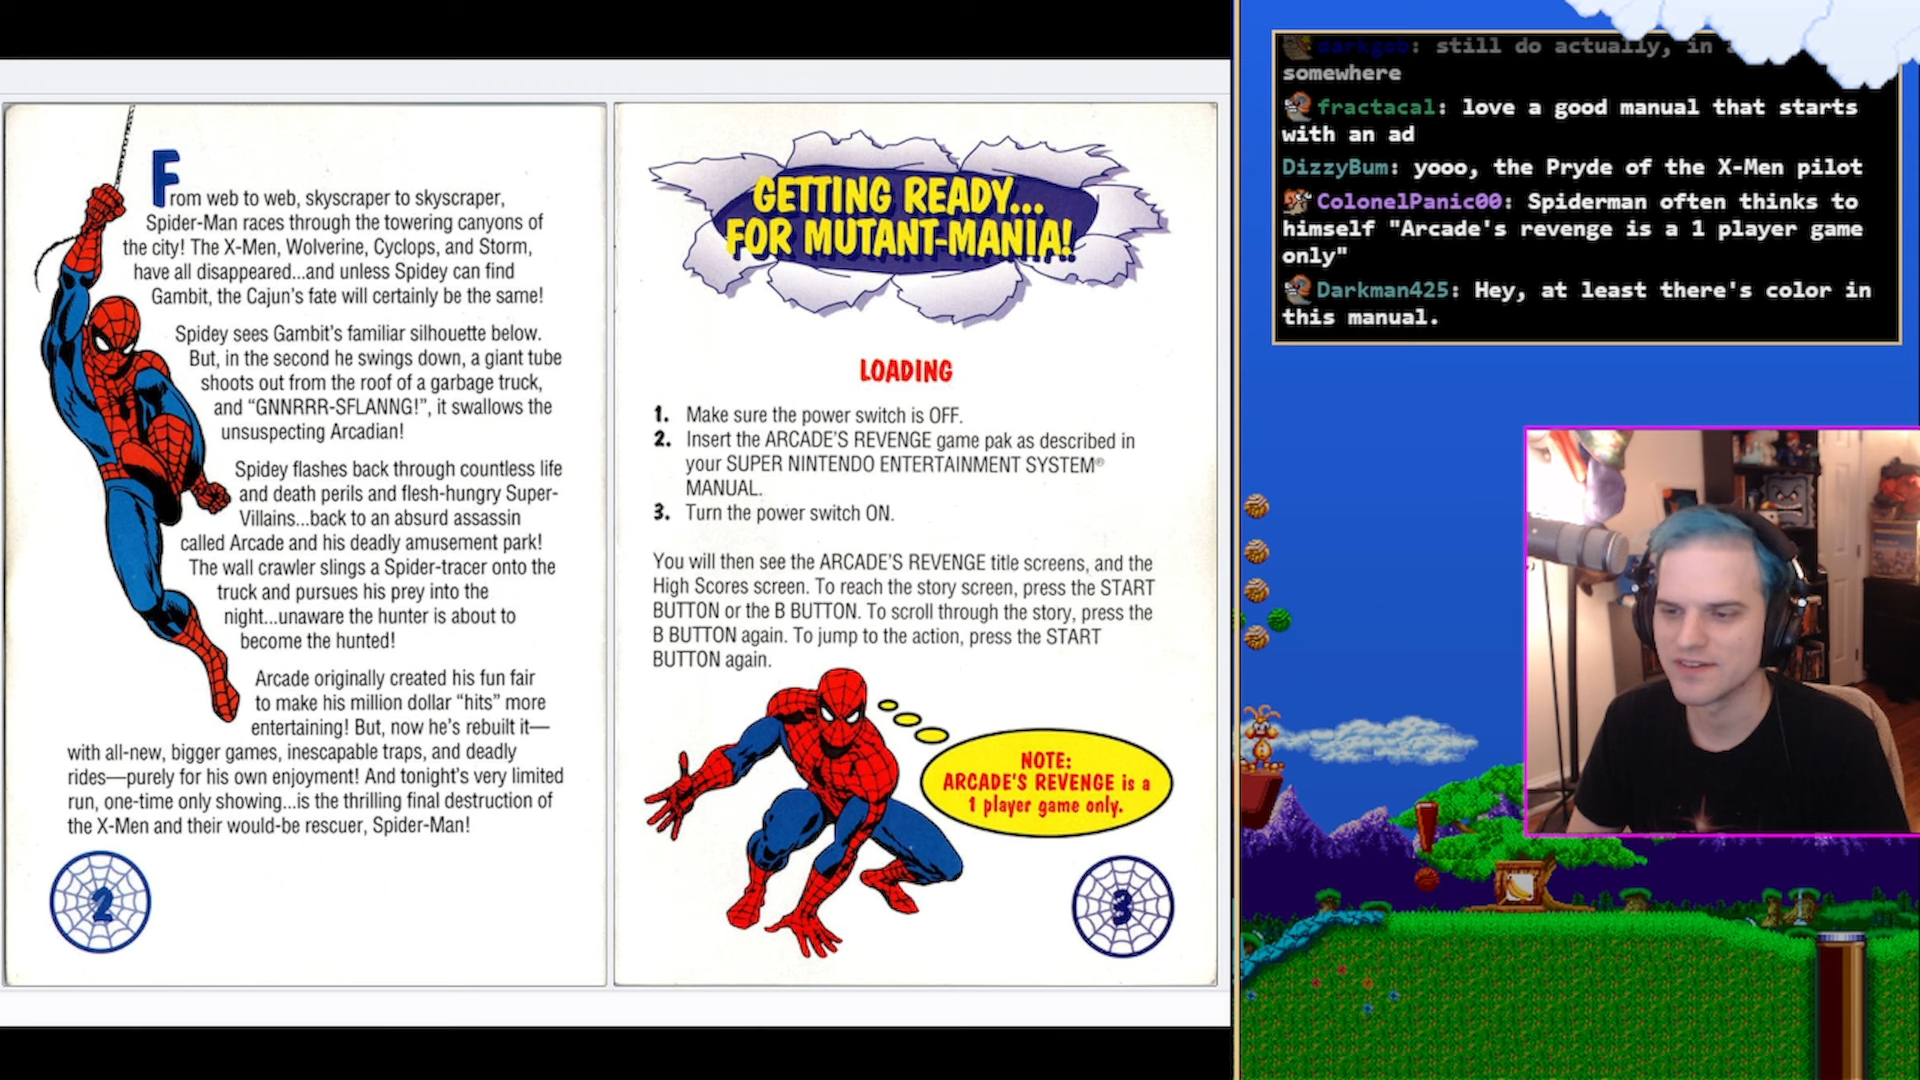 From web to web, skyscraper to skyscraper,
Spider-Man races through the towering canyons of
the city! The X-Men, Wolverine, Cyclops, and Storm,
have all disappeared...and unless Spidey can find
Gambit, the Cajun's fate will certainly be the same!
Spidey sees Gambit's familiar silhouette below.
But, in the second he swings down, a giant tube
shoots out from the roof of a garbage truck,
and “GNNRRR-SFLANNG!”, it swallows the
unsuspecting Arcadian!
Spidey flashes back through countless life
and death perils and flesh-hungry Super-
Villains...back to an absurd assassin
called Arcade and his deadly amusement park!
The wall crawler slings a Spider-tracer onto the
truck and pursues his prey into the
night...unaware the hunter is about to
become the hunted!
Arcade originally created his fun fair
to make his million dollar “hits” more
entertaining! But, now he's rebuilt it—
with all-new, bigger games, inescapable traps, and deadly
rides—purely for his own enjoyment! And tonight's very limited
run, one-time only showing...is the thrilling final destruction of
the X-Men and their would-be rescuer, Spider-Man!
2
GETTING READY...
FOR MUTANT-MANIA!
LOADING
1. Make sure the power switch is OFF.
2. Insert the ARCADE'S REVENGE game pak as described in
your SUPER NINTENDO ENTERTAINMENT SYSTEM®
MANUAL.
3. Turn the power switch ON.
You will then see the ARCADE'S REVENGE title screens, and the
High Scores screen. To reach the story screen, press the START
BUTTON or the B BUTTON. To scroll through the story, press the
B BUTTON again. To jump to the action, press the START
BUTTON again.
NOTE:
ARCADE'S REVENGE is a
1 player game only.
3
darkgob: still do actually, in
somewhere
fractacal: love a good manual that starts
with an ad
DizzyBum: yooo, the Pryde of the X-Men pilot
ColonelPanic00: Spiderman often thinks to
himself "Arcade's revenge is a 1 player game
only"
Darkman425: Hey, at least there's color in
this manual.